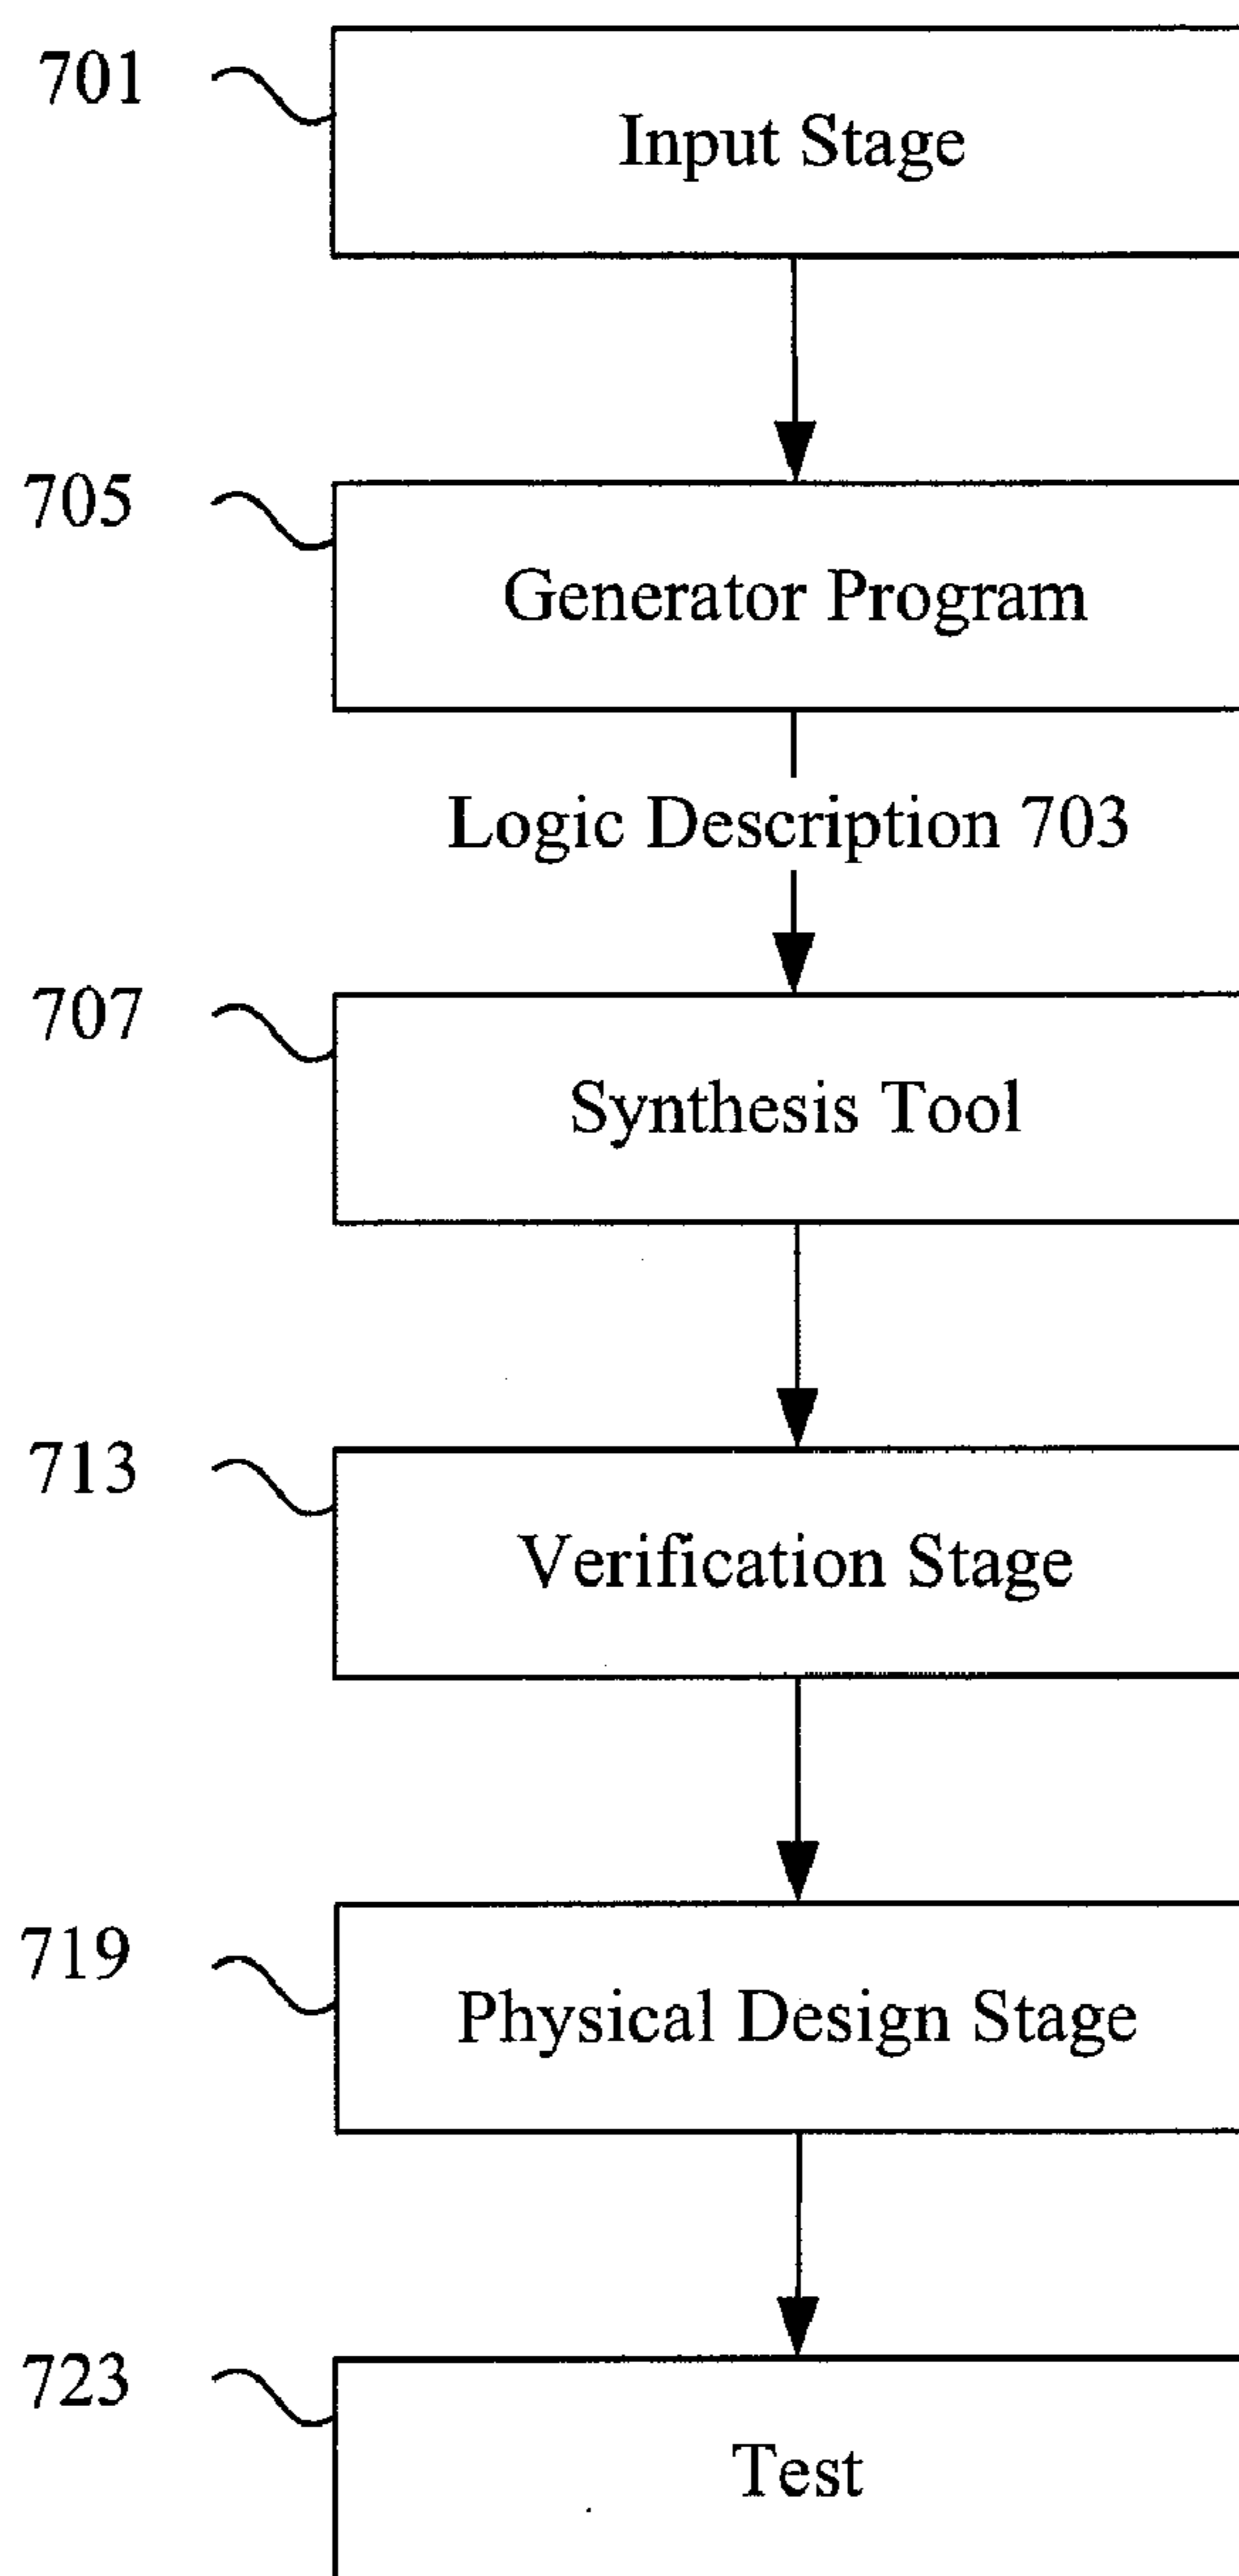 701
Input Stage
705
Generator Program
Logic Description 703
707
Synthesis Tool
713
Verification Stage
719
Physical Design Stage
723
Test